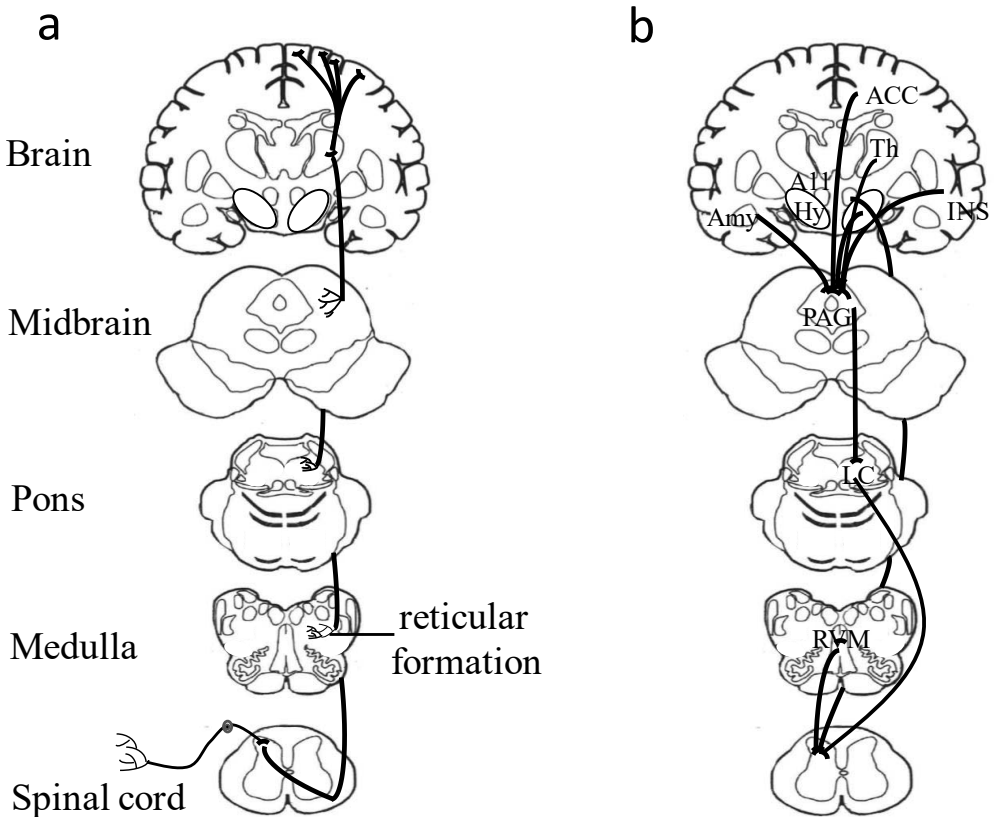 a
Brain
Midbrain
Pons
Medulla
reticular
formation
Spinal cord
b
ACC
Th
A11
Hy
Amy
INS
PAG
LC
RVM